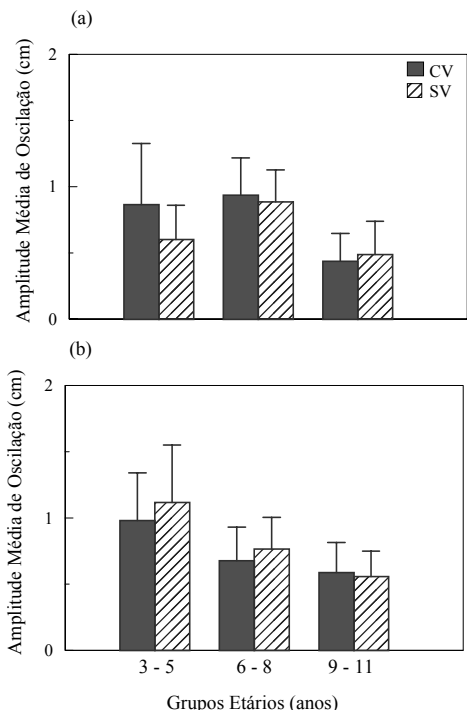 (a)
Amplitude Média de Oscilação (cm)
2
1
0
CV
SV
(b)
Amplitude Média de Oscilação (cm)
2
1
0
3 - 5
6 - 8
9 - 11
Grupos Etários (anos)